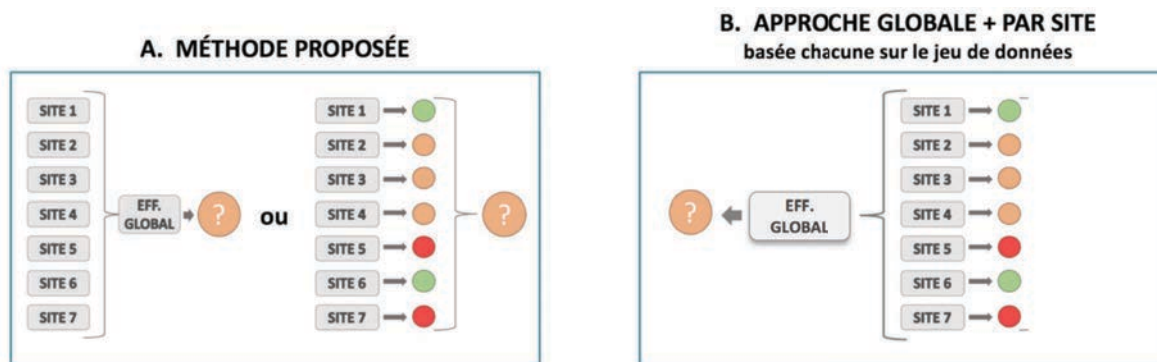 A. MÉTHODE PROPOSÉE
SITE 1
SITE 2
SITE 3
SITE 4
SITE 5
SITE 6
SITE 7
EFF.
GLOBAL
?
ou
SITE 1
SITE 2
SITE 3
SITE 4
SITE 5
SITE 6
SITE 7
?
B. APPROCHE GLOBALE + PAR SITE
basée chacune sur le jeu de données
?
EFF.
GLOBAL
SITE 1
SITE 2
SITE 3
SITE 4
SITE 5
SITE 6
SITE 7